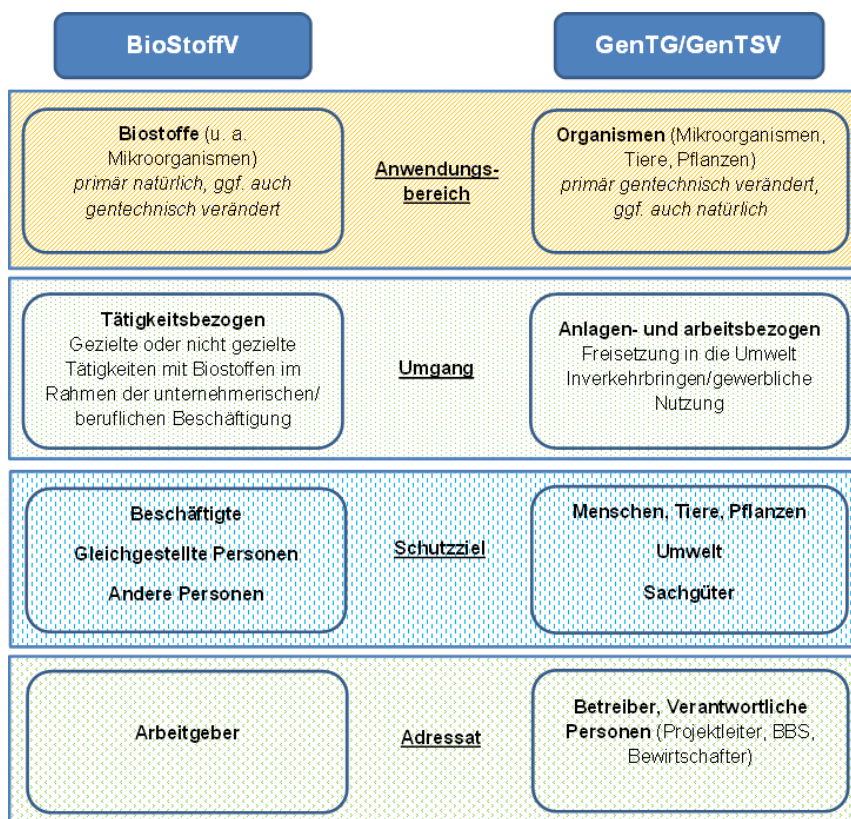 BioStoffV
GenTG/GenTSV
Biostoffe (u. a.
Mikroorganismen)
primär natürlich, ggf. auch
gentechnisch verändert
Anwendungs-
bereich
Organismen (Mikroorganismen,
Tiere, Pflanzen)
primär gentechnisch verändert,
ggf. auch natürlich
Tätigkeitsbezogen
Gezielte oder nicht gezielte
Tätigkeiten mit Biostoffen im
Rahmen der unternehmerischen/
beruflichen Beschäftigung
Umgang
Anlagen- und arbeitsbezogen
Freisetzung in die Umwelt
Inverkehrbringen/gewerbliche
Nutzung
Beschäftigte
Gleichgestellte Personen
Andere Personen
Schutzziel
Menschen, Tiere, Pflanzen
Umwelt
Sachgüter
Arbeitgeber
Adressat
Betreiber, Verantwortliche
Personen (Projektleiter, BBS,
Bewirtschafter)